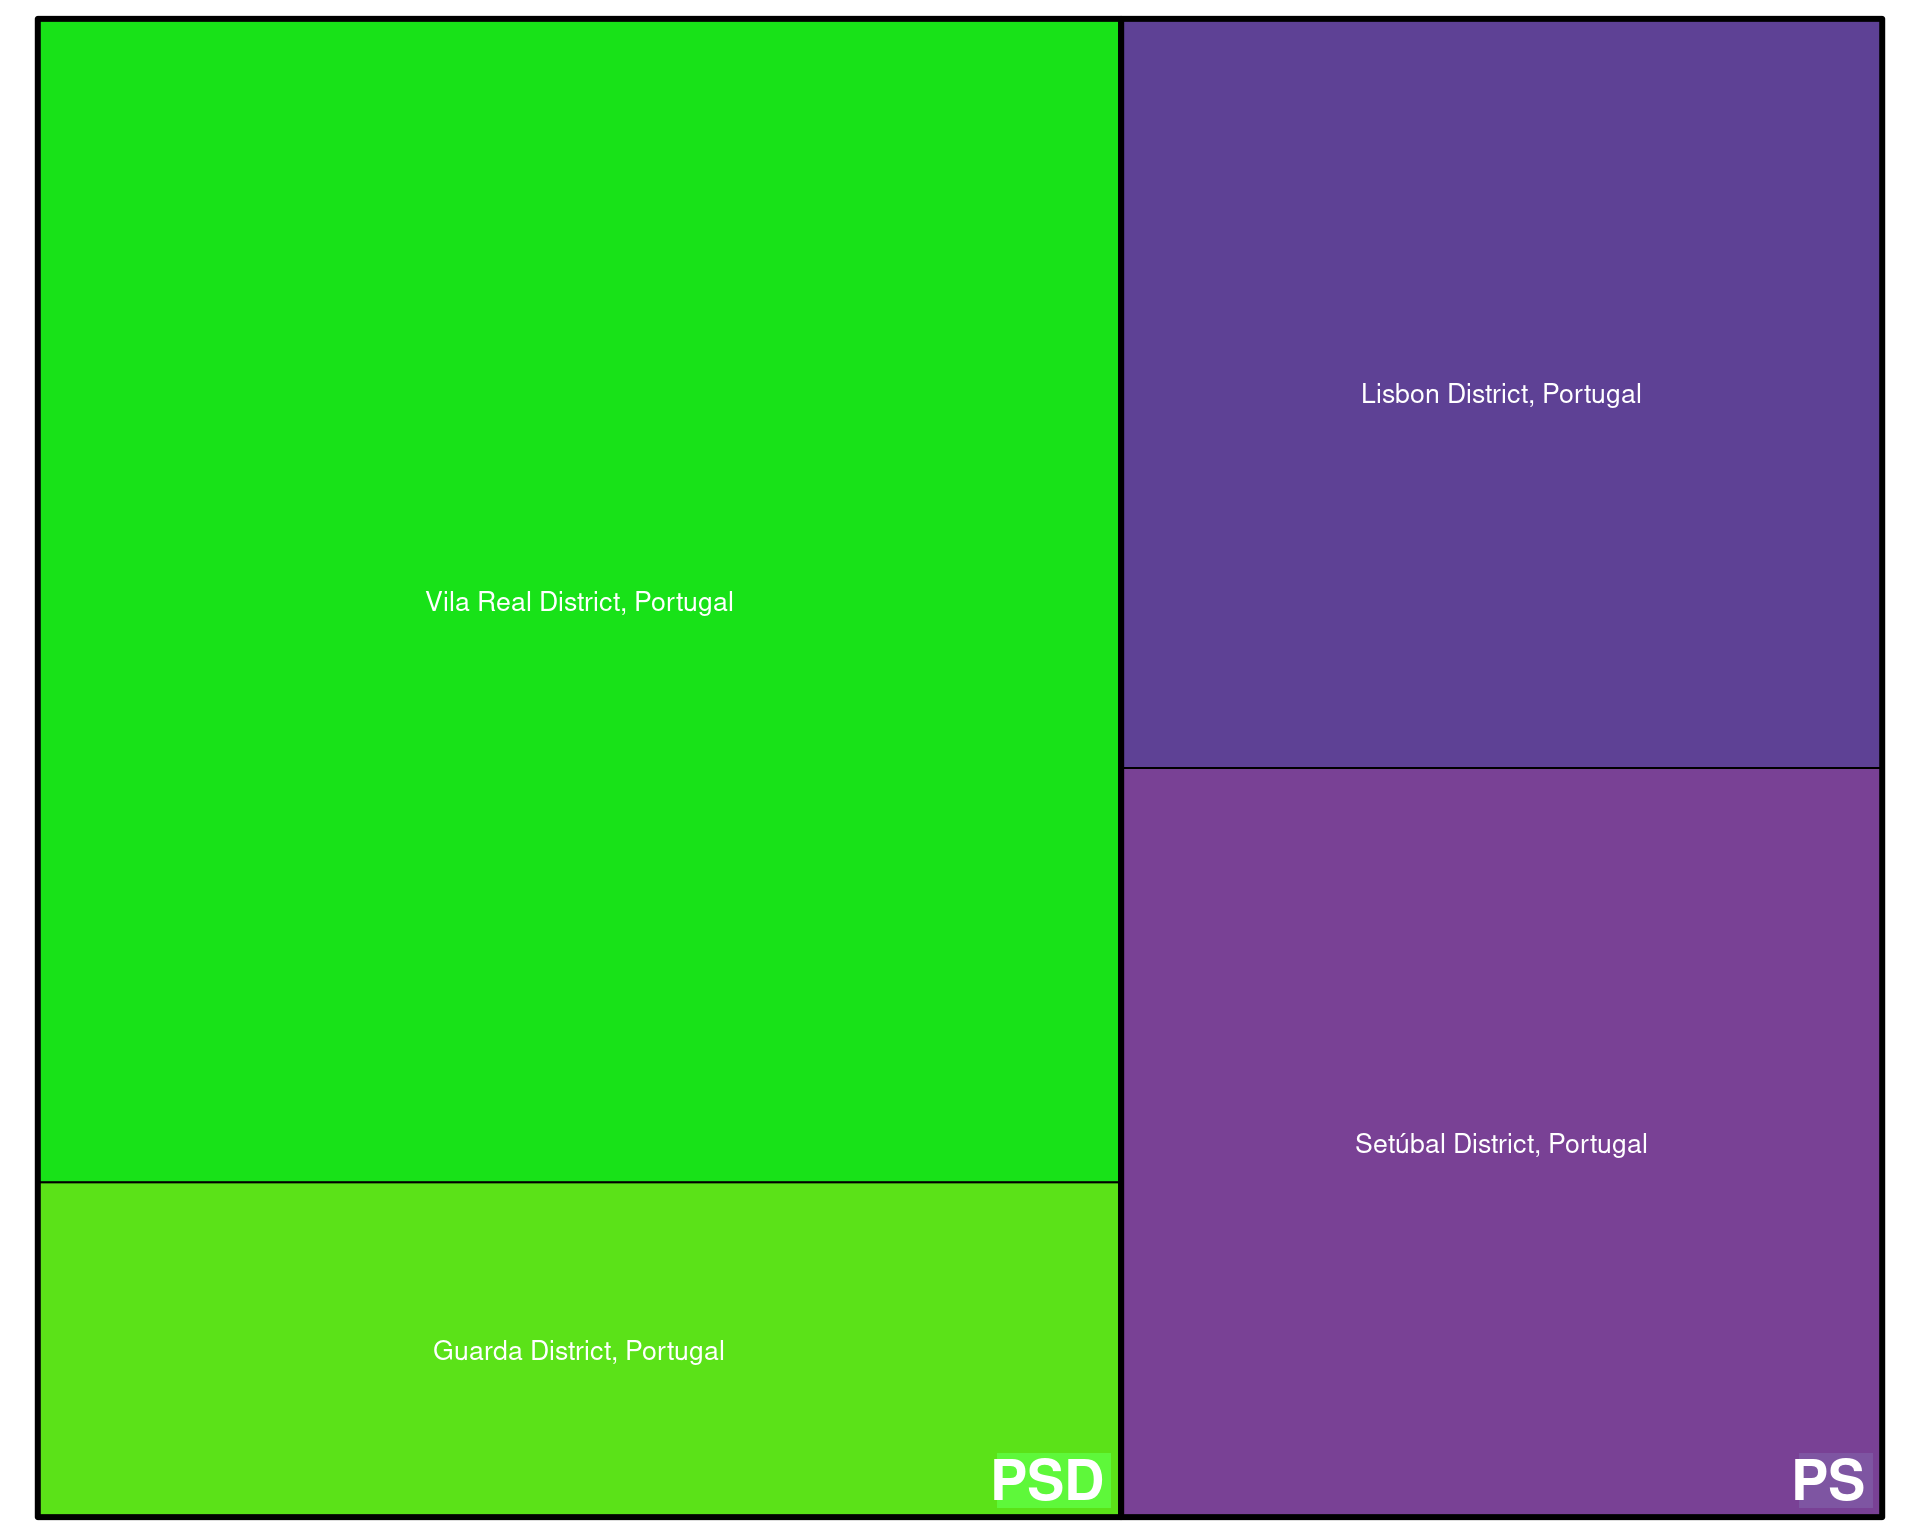 Lisbon District, Portugal
Vila Real District, Portugal
Setúbal District, Portugal
Guarda District, Portugal
PSD
PS